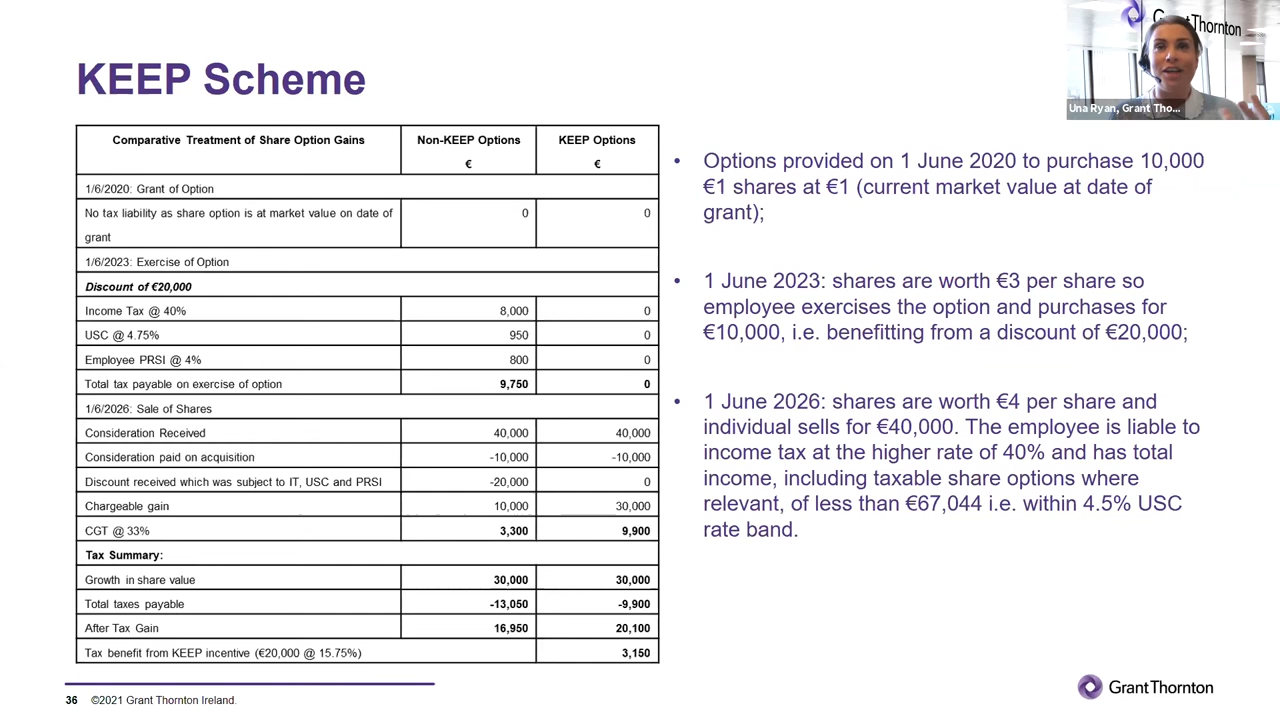 KEEP Scheme
Comparative Treatment of Share Option Gains Non-KEEP Options KEEP Options
€ €
1/6/2020: Grant of Option
No tax liability as share option is at market value on date of 0 0
grant
1/6/2023: Exercise of Option
Discount of €20,000
Income Tax @ 40% 8,000 0
USC @ 4.75% 950 0
Employee PRSI @ 4% 800 0
Total tax payable on exercise of option 9,750 0
1/6/2026: Sale of Shares
Consideration Received 40,000 40,000
Consideration paid on acquisition -10,000 -10,000
Discount received which was subject to IT, USC and PRSI -20,000 0
Chargeable gain 10,000 30,000
CGT @ 33% 3,300 9,900
Tax Summary:
Growth in share value 30,000 30,000
Total taxes payable -13,050 -9,900
After Tax Gain 16,950 20,100
Tax benefit from KEEP incentive (€20,000 @ 15.75%) 3,150
Thornton
Una Ryan, Grant Tho...
• Options provided on 1 June 2020 to purchase 10,000
€1 shares at €1 (current market value at date of
grant);
• 1 June 2023: shares are worth €3 per share so
employee exercises the option and purchases for
€10,000, i.e. benefitting from a discount of €20,000;
• 1 June 2026: shares are worth €4 per share and
individual sells for €40,000. The employee is liable to
income tax at the higher rate of 40% and has total
income, including taxable share options where
relevant, of less than €67,044 i.e. within 4.5% USC
rate band.
36 ©2021 Grant Thornton Ireland.
GrantThornton